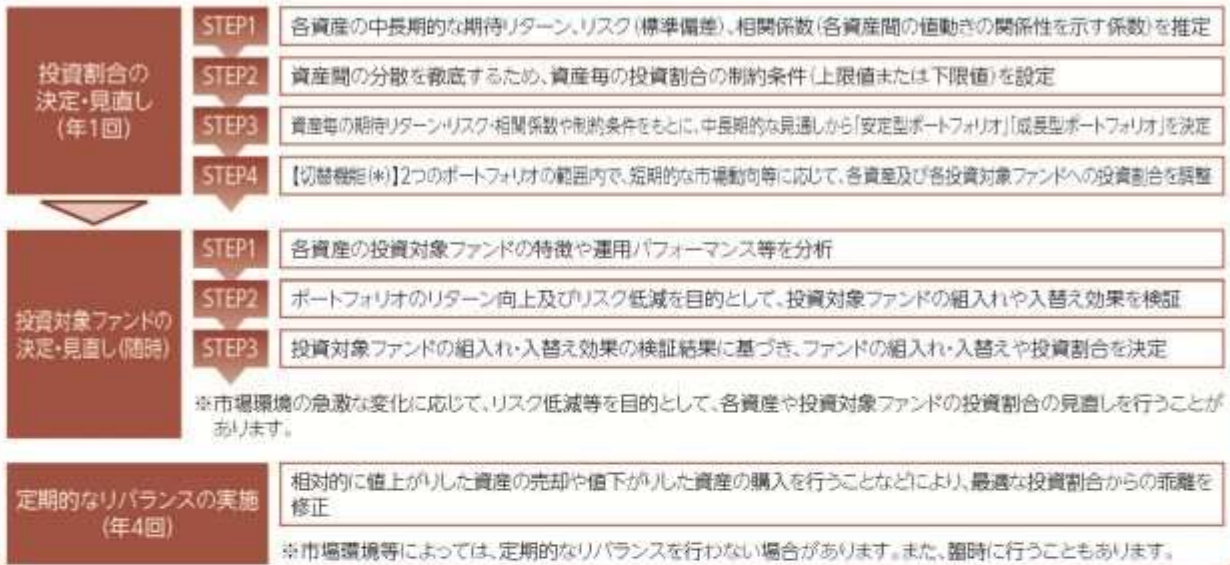 投資割合の
決定・見直し
(年1回)
STEP1
各資産の中長期的な期待リターン、リスク(標準偏差)、相関係数(各資産間の値動きの関係性を示す係数)を推定
STEP2
資産間の分散を徹底するため、資産毎の投資割合の制約条件(上限値または下限値)を設定
STEP3
資産毎の期待リターン・リスク・相関係数や制約条件をもとに、中長期的な見通しから「安定型ポートフォリオ」「成長型ポートフォリオ」を決定
STEP4
【切替機能(*)】2つのポートフォリオの範囲内で、短期的な市場動向等に応じて、各資産及び各投資対象ファンドへの投資割合を調整
投資対象ファンドの
決定・見直し(随時)
STEP1
各資産の投資対象ファンドの特徴や運用パフォーマンス等を分析
STEP2
ポートフォリオのリターン向上及びリスク低減を目的として、投資対象ファンドの組入れや入替え効果を検証
STEP3
投資対象ファンドの組入れ・入替え効果の検証結果に基づき、ファンドの組入れ・入替えや投資割合を決定
※市場環境の急激な変化に応じて、リスク低減等を目的として、各資産や投資対象ファンドの投資割合の見直しを行うことが
あります。
定期的なリバランスの実施
(年4回)
相対的に値上がりした資産の売却や値下がりした資産の購入を行うことなどにより、最適な投資割合からの乖離を
修正
※市場環境等によっては、定期的なリバランスを行わない場合があります。また、臨時に行うこともあります。